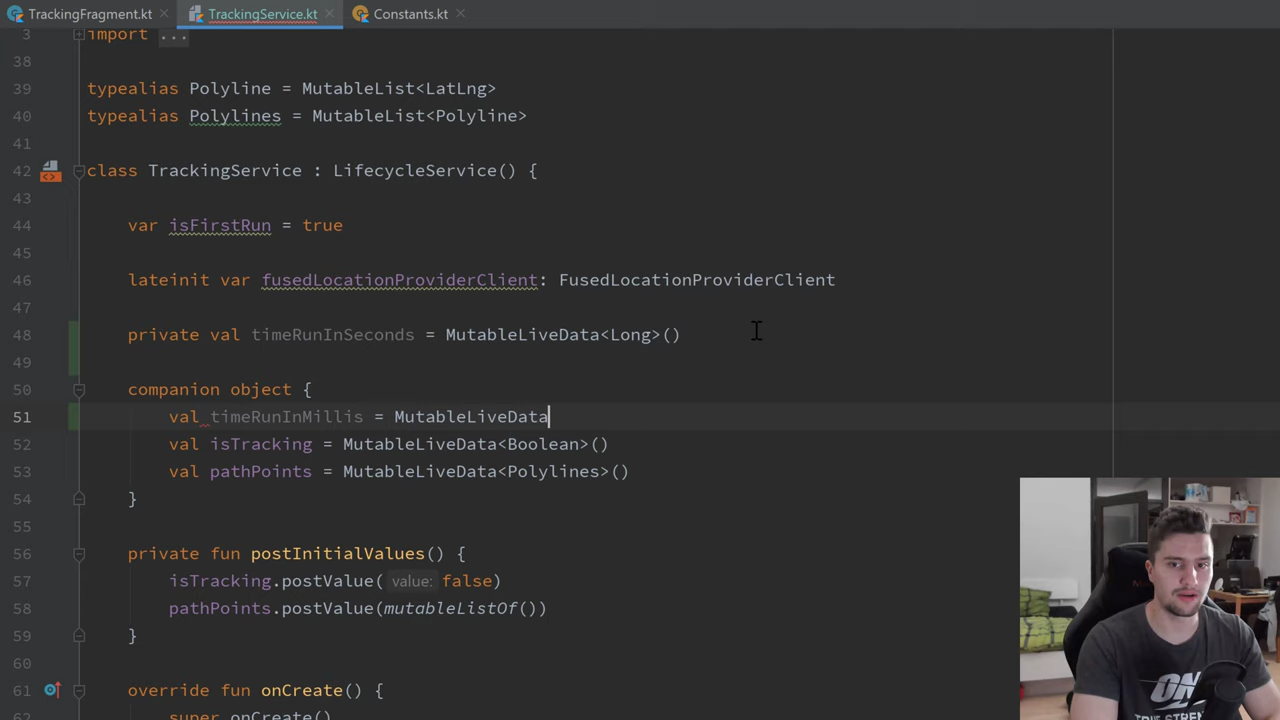 TrackingFragment.kt
TrackingService.kt
Constants.kt
3 import ...
38
39 typealias Polyline = MutableList<LatLng>
40 typealias Polylines = MutableList<Polyline>
41
42 class TrackingService : LifecycleService() {
43
44 var isFirstRun = true
45
46 lateinit var fusedLocationProviderClient: FusedLocationProviderClient
47
48 private val timeRunInSeconds = MutableLiveData<Long>()
49
50 companion object {
51 val timeRunInMillis = MutableLiveData
52 val isTracking = MutableLiveData<Boolean>()
53 val pathPoints = MutableLiveData<Polylines>()
54 }
55
56 private fun postInitialValues() {
57 isTracking.postValue( value: false)
58 pathPoints.postValue(mutableListOf())
59 }
60
61 override fun onCreate() {
super.onCreate()